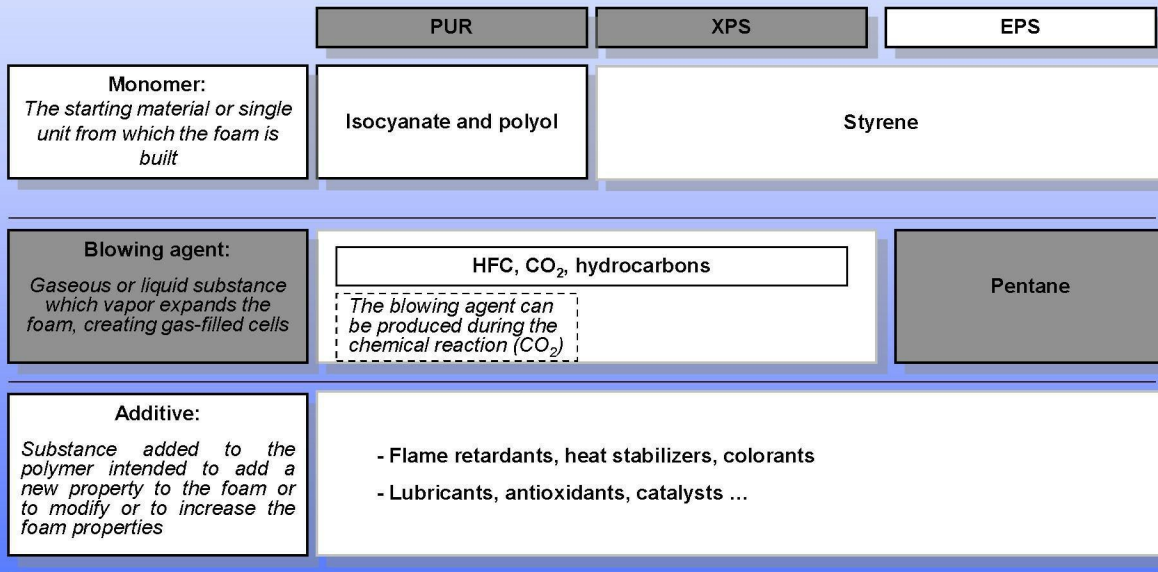 PUR
XPS
EPS
Monomer:
The starting material or single
unit from which the foam is
built
Isocyanate and polyol
Styrene
Blowing agent:
Gaseous or liquid substance
which vapor expands the
foam, creating gas-filled cells
HFC, CO₂, hydrocarbons
The blowing agent can
be produced during the
chemical reaction (CO₂)
Pentane
Additive:
Substance added to the
polymer intended to add a
new property to the foam or
to modify or to increase the
foam properties
- Flame retardants, heat stabilizers, colorants
- Lubricants, antioxidants, catalysts ...